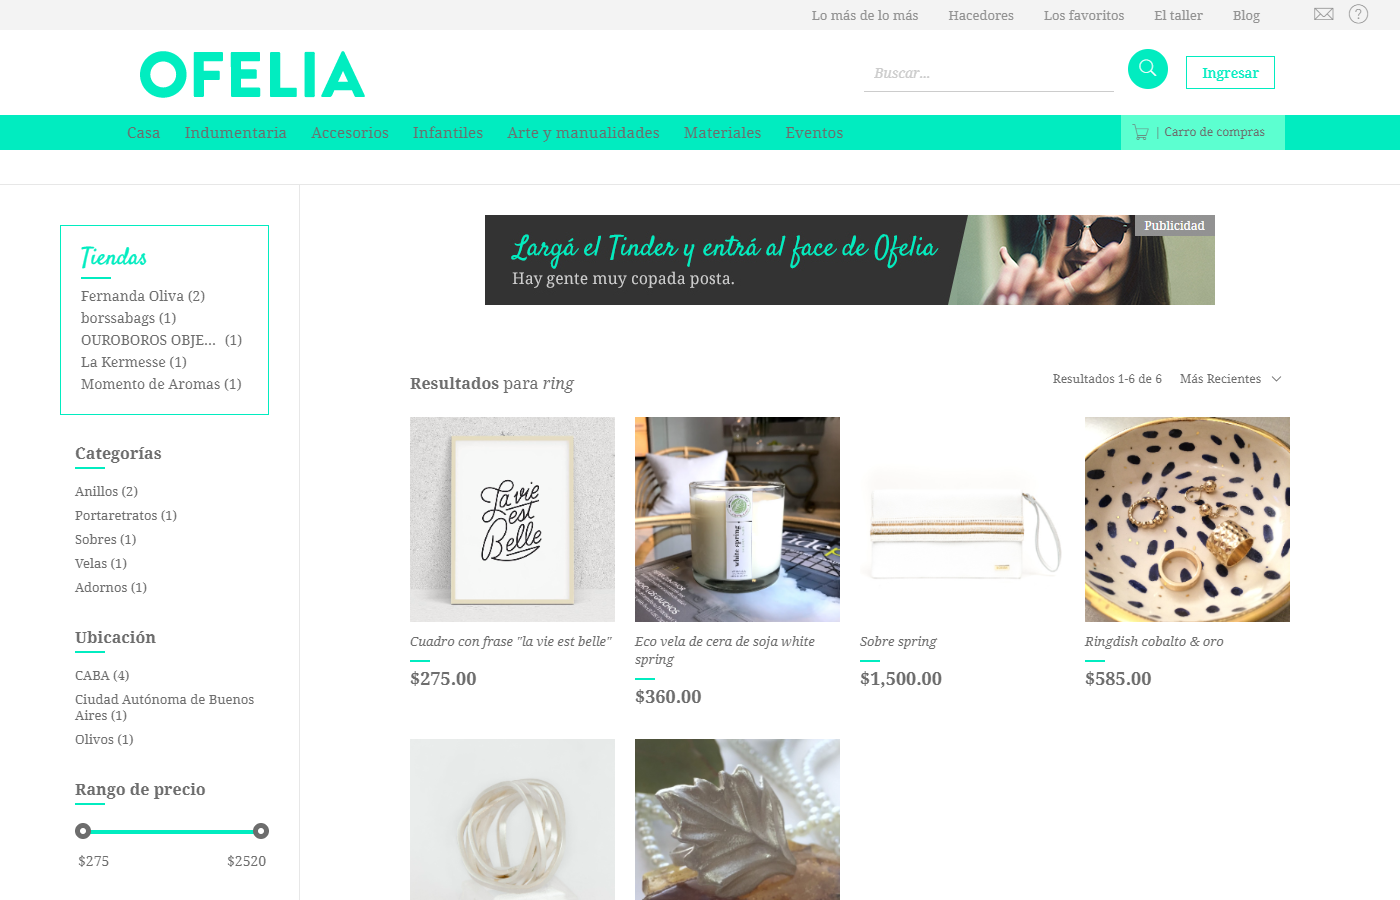 Lo más de lo más
Hacedores
Los favoritos
El taller
Blog
OFELIA
Buscar...
Ingresar
Casa
Indumentaria
Accesorios
Infantiles
Arte y manualidades
Materiales
Eventos
| Carro de compras
Tiendas
Fernanda Oliva (2)
borssabags (1)
OUROBOROS OBJE... (1)
La Kermesse (1)
Momento de Aromas (1)
Categorías
Anillos (2)
Portaretratos (1)
Sobres (1)
Velas (1)
Adornos (1)
Ubicación
CABA (4)
Ciudad Autónoma de Buenos
Aires (1)
Olivos (1)
Rango de precio
$275
$2520
Largá el Tinder y entrá al face de Ofelia
Hay gente muy copada posta.
Publicidad
Resultados para ring
Resultados 1-6 de 6
Más Recientes
La vie
est
Belle
white spring
Cuadro con frase "la vie est belle"
$275.00
Eco vela de cera de soja white
spring
$360.00
Sobre spring
$1,500.00
Ringdish cobalto & oro
$585.00